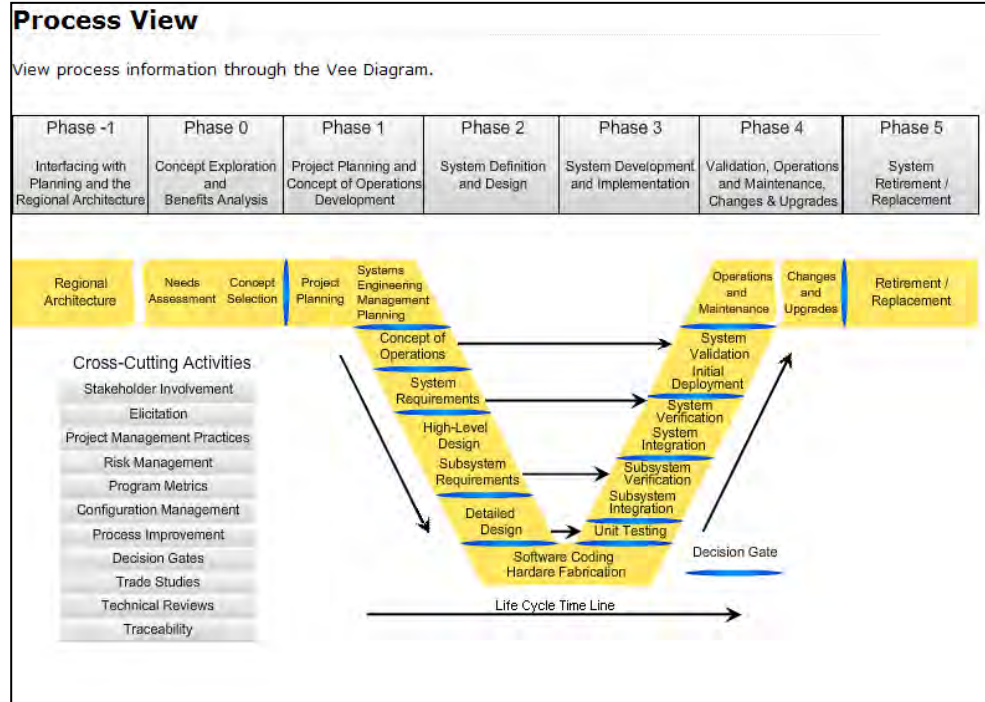 Process View
View process information through the Vee Diagram.
Phase -1
Interfacing with
Planning and the
Regional Architecture
Phase 0
Concept Exploration
and
Benefits Analysis
Phase 1
Project Planning and
Concept of Operations
Development
Phase 2
System Definition
and Design
Phase 3
System Development
and Implementation
Phase 4
Validation, Operations
and Maintenance,
Changes & Upgrades
Phase 5
System
Retirement /
Replacement
Regional
Architecture
Needs
Assessment
Concept
Selection
Project
Planning
Systems
Engineering
Management
Planning
Concept of
Operations
System
Requirements
High-Level
Design
Subsystem
Requirements
Detailed
Design
Software Coding
Hardare Fabrication
Unit Testing
Subsystem
Integration
Subsystem
Verification
System
Integration
System
Verification
Initial
Deployment
System
Validation
Operations
and
Maintenance
Changes
and
Upgrades
Retirement /
Replacement
Cross-Cutting Activities
Stakeholder Involvement
Elicitation
Project Management Practices
Risk Management
Program Metrics
Configuration Management
Process Improvement
Decision Gates
Trade Studies
Technical Reviews
Traceability
Decision Gate
Life Cycle Time Line